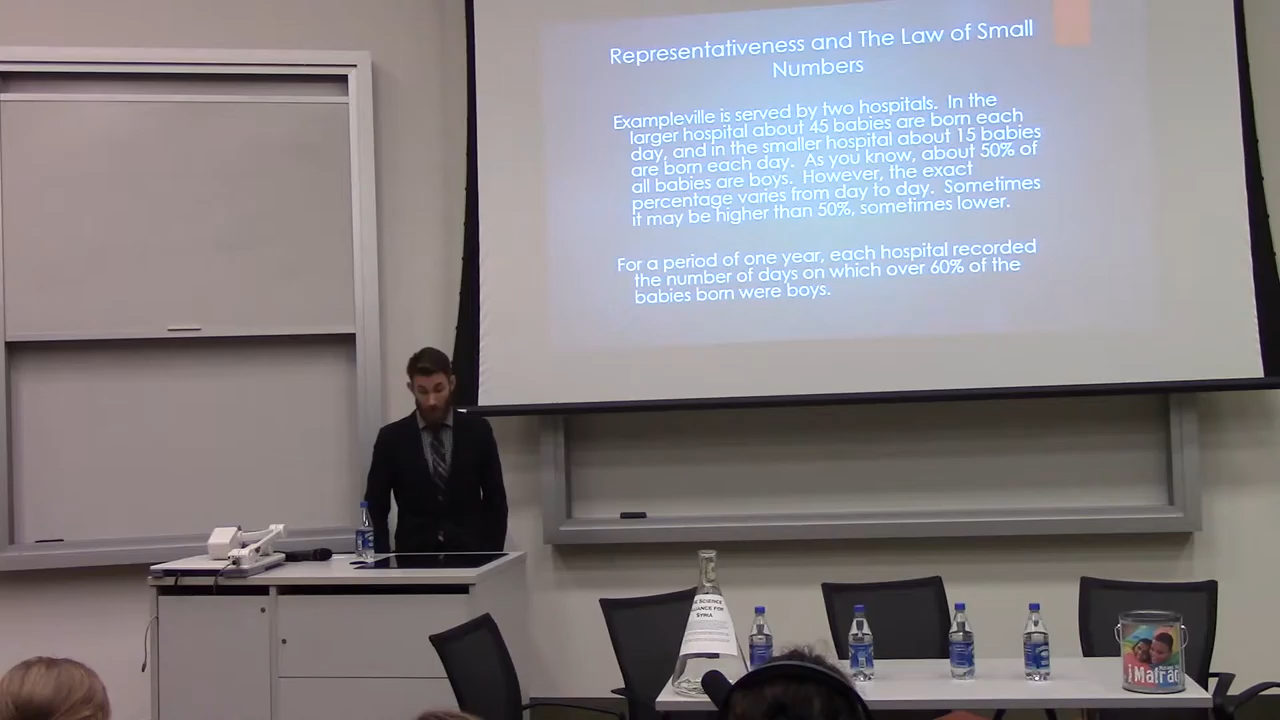 Representativeness and The Law of Small
Numbers
Exampleville is served by two hospitals. In the
larger hospital about 45 babies are born each
day, and in the smaller hospital about 15 babies
are born each day. As you know, about 50% of
all babies are boys. However, the exact
percentage varies from day to day. Sometimes
it may be higher than 50%, sometimes lower.
For a period of one year, each hospital recorded
the number of days on which over 60% of the
babies born were boys.
SCIENCE
FOR
SYRIA
Mafraq